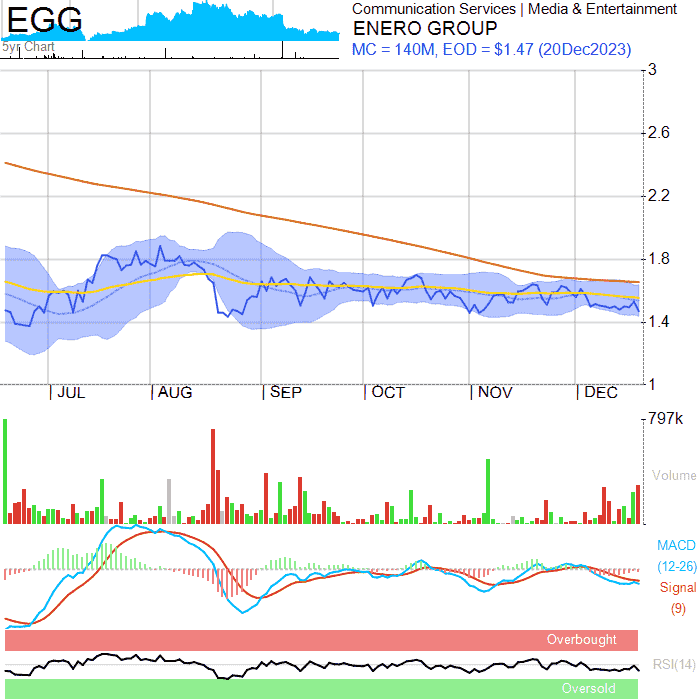 EGG
5yr Chart
Communication Services | Media & Entertainment
ENERO GROUP
MC = 140M, EOD = $1.47 (20Dec2023)
3
2.6
2.2
1.8
1.4
1
JUL AUG SEP OCT NOV DEC
797k
Volume
MACD
(12-26)
Signal
(9)
Overbought
RSI(14)
Oversold